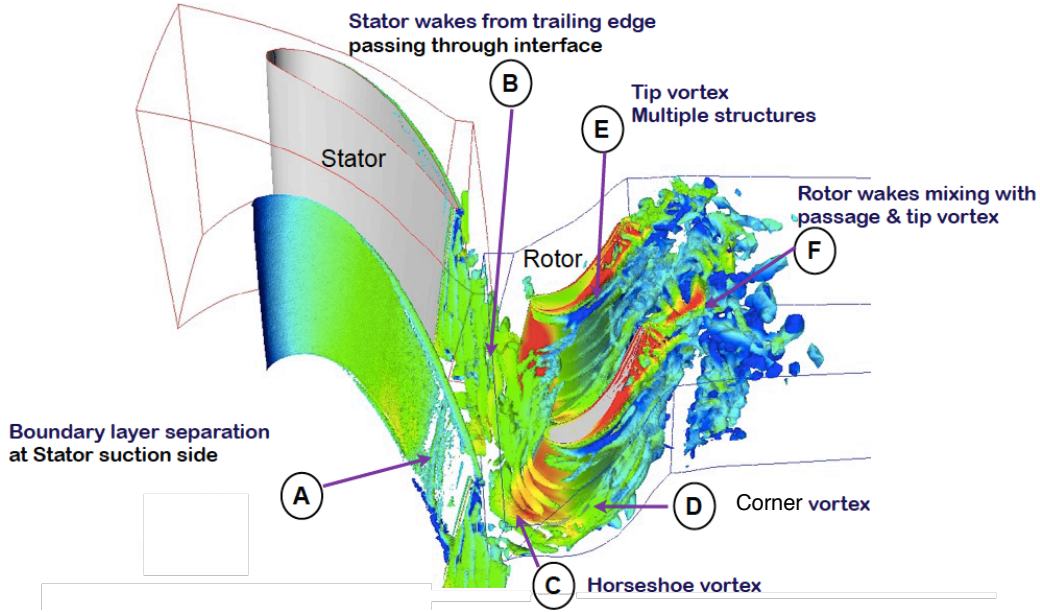 Stator wakes from trailing edge
passing through interface
B
Tip vortex
Multiple structures
E
Stator
Rotor wakes mixing with
passage & tip vortex
F
Rotor
Boundary layer separation
at Stator suction side
A
D
Corner vortex
C
Horseshoe vortex